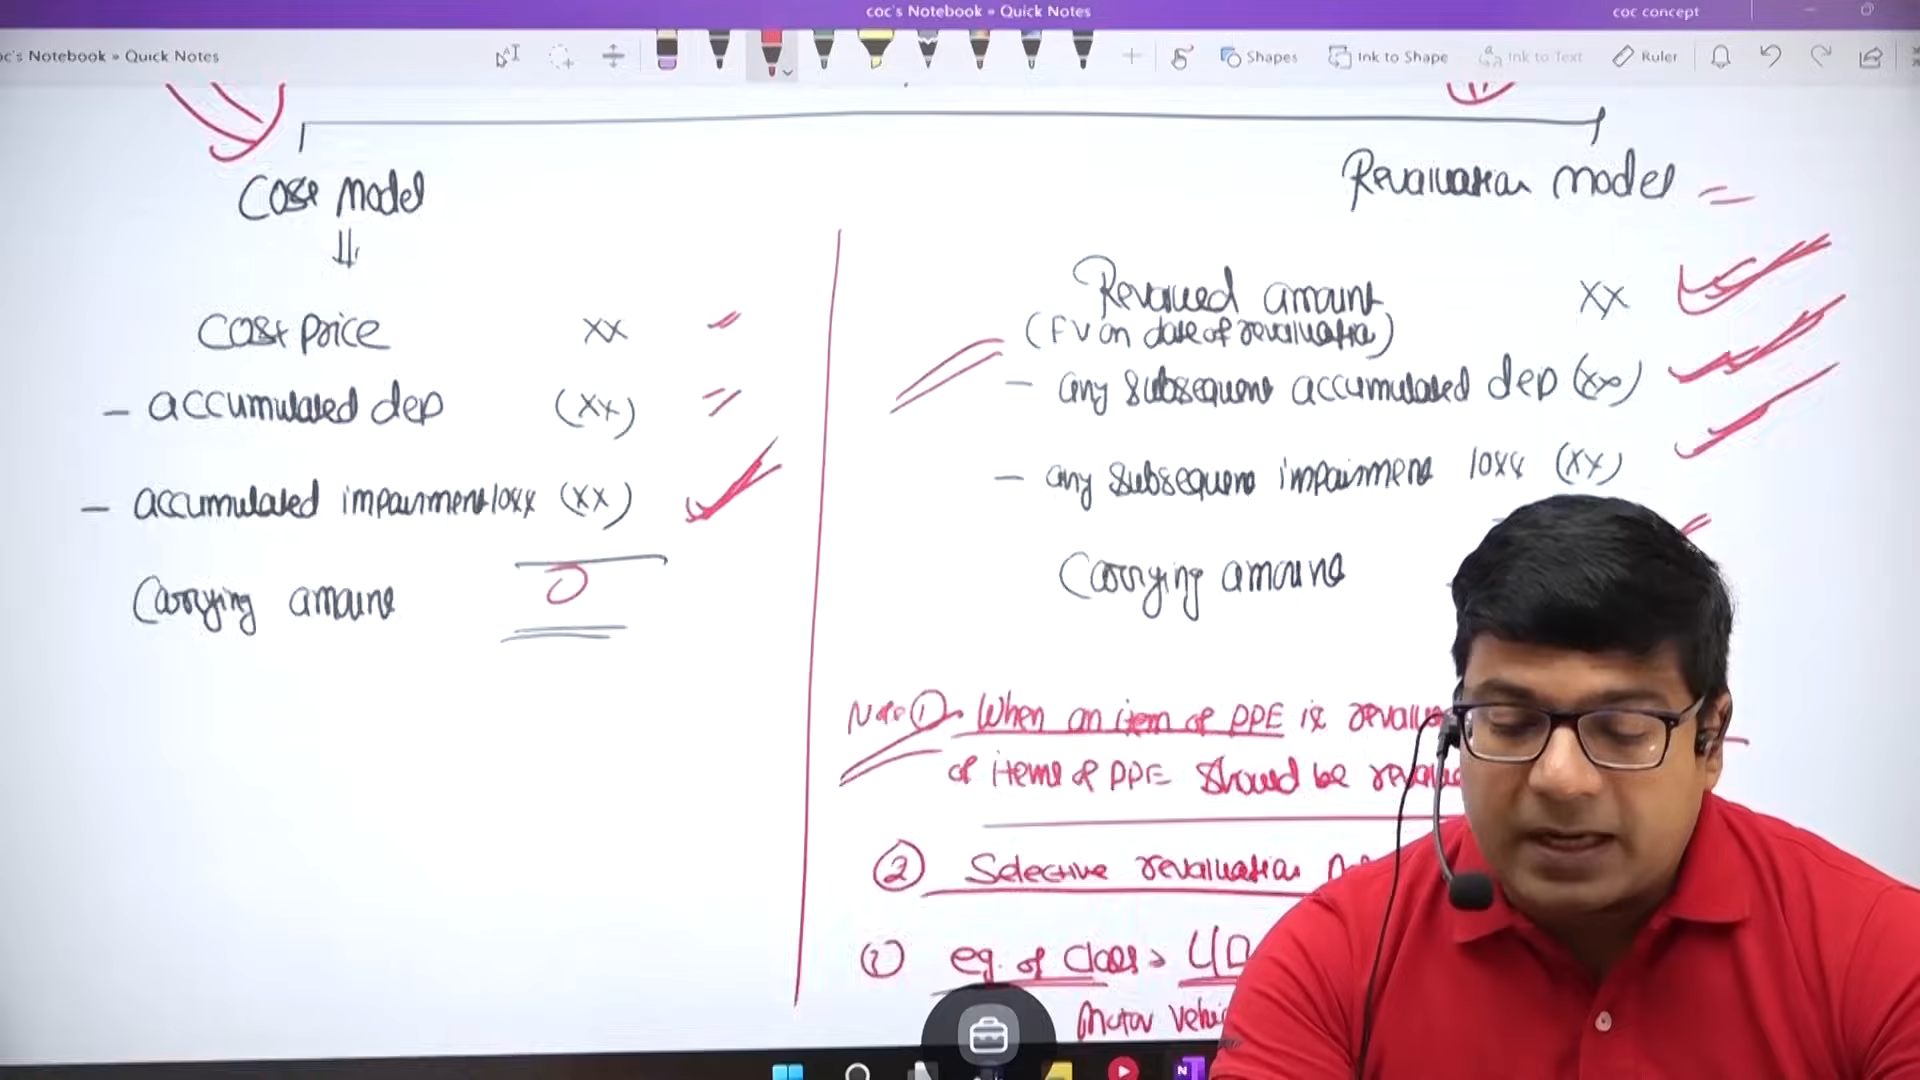 coc's Notebook » Quick Notes
coc concept
oc's Notebook » Quick Notes
Shapes
Ink to Shape
Ink to Text
Ruler
Cost Model
Revaluation model
Cost price xx
- accumulated dep (xx)
- accumulated impairment loss (xx)
Carrying amount
Revalued amount xx
(FV on date of revaluation)
- any subsequent accumulated dep (xx)
- any subsequent impairment loss (xx)
Carrying amount
Note ①. When an item of PPE is
of items of PPE should be
② Selective revaluation
① eg. of class > L/B
Motor